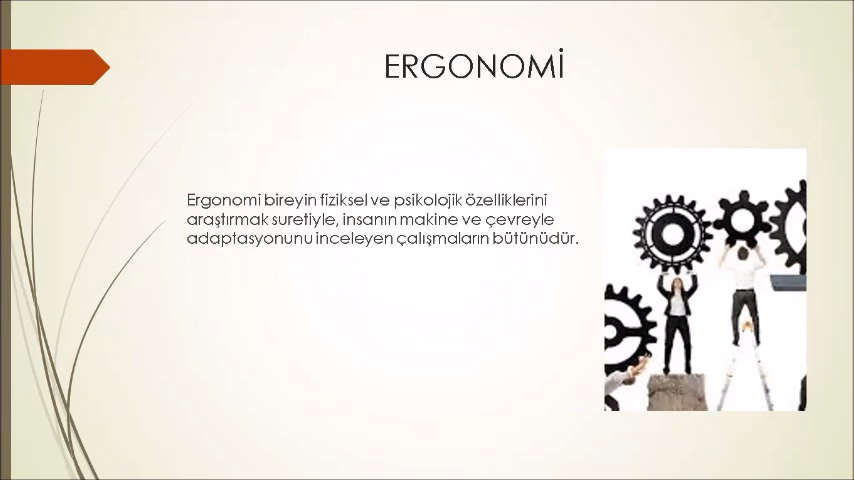 ERGONOMİ
Ergonomi bireyin fiziksel ve psikolojik özelliklerini
araştırmak suretiyle, insanın makine ve çevreyle
adaptasyonunu inceleyen çalışmaların bütünüdür.